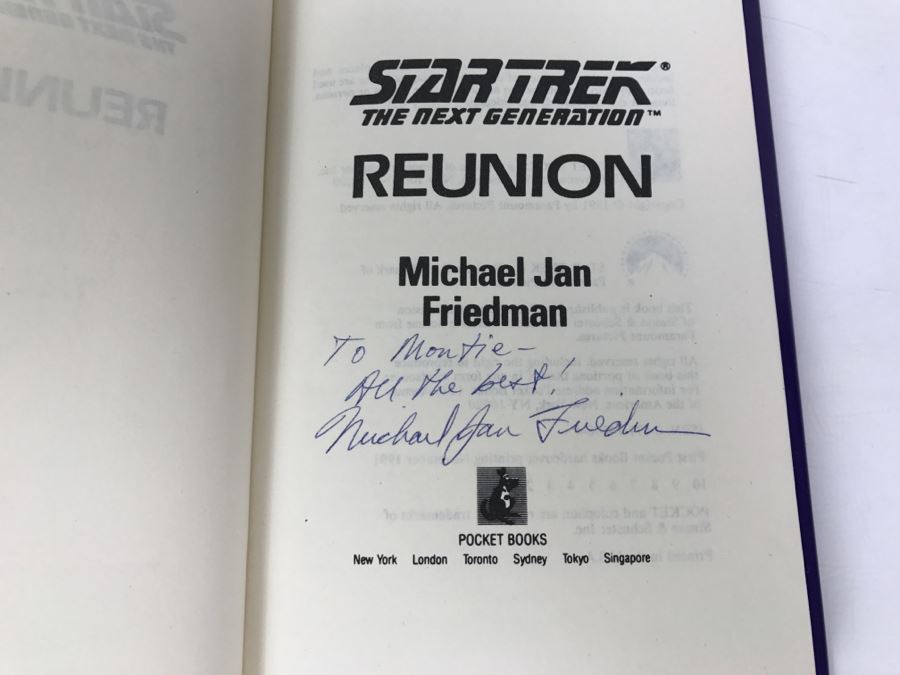 STAR TREK®
THE NEXT GENERATION™
REUNION
Michael Jan
Friedman
To Montie-
All the best!
Michael Jan Friedman
POCKET BOOKS
New York London Toronto Sydney Tokyo Singapore